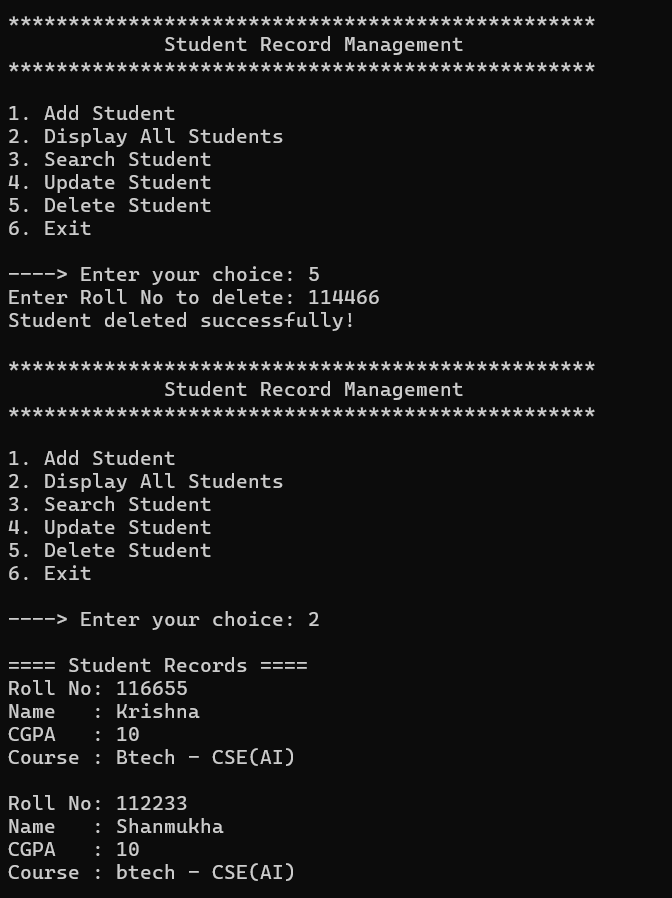 *************************************************
Student Record Management
*************************************************
1. Add Student
2. Display All Students
3. Search Student
4. Update Student
5. Delete Student
6. Exit
----> Enter your choice: 5
Enter Roll No to delete: 114466
Student deleted successfully!
*************************************************
Student Record Management
*************************************************
1. Add Student
2. Display All Students
3. Search Student
4. Update Student
5. Delete Student
6. Exit
----> Enter your choice: 2
==== Student Records ====
Roll No: 116655
Name   : Krishna
CGPA   : 10
Course : Btech - CSE(AI)
Roll No: 112233
Name   : Shanmukha
CGPA   : 10
Course : btech - CSE(AI)